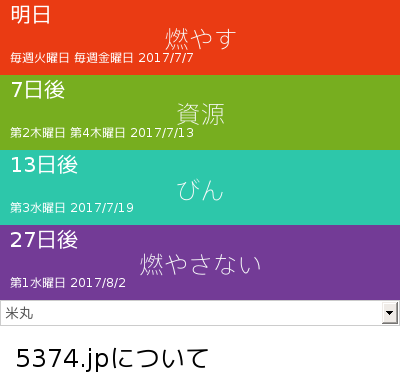 明日
燃やす
毎週火曜日 毎週金曜日 2017/7/7
7日後
資源
第2木曜日 第4木曜日 2017/7/13
13日後
びん
第3水曜日 2017/7/19
27日後
燃やさない
第1水曜日 2017/8/2
米丸
5374.jpについて